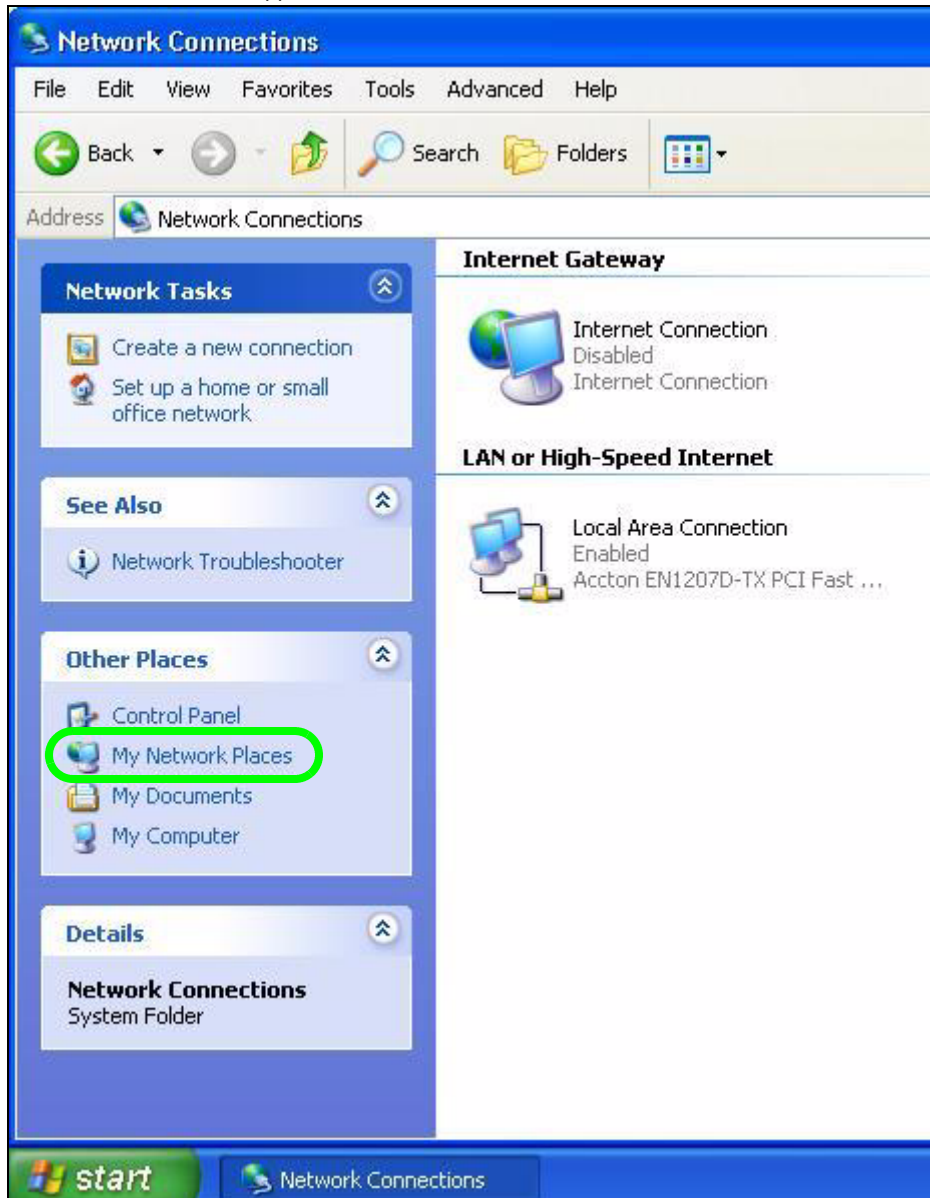 Network Connections
File Edit View Favorites Tools Advanced Help
Back Search Folders
Address Network Connections
Network Tasks
Create a new connection
Set up a home or small
office network
See Also
Network Troubleshooter
Other Places
Control Panel
My Network Places
My Documents
My Computer
Details
Network Connections
System Folder
Internet Gateway
Internet Connection
Disabled
Internet Connection
LAN or High-Speed Internet
Local Area Connection
Enabled
Accton EN1207D-TX PCI Fast ...
start Network Connections